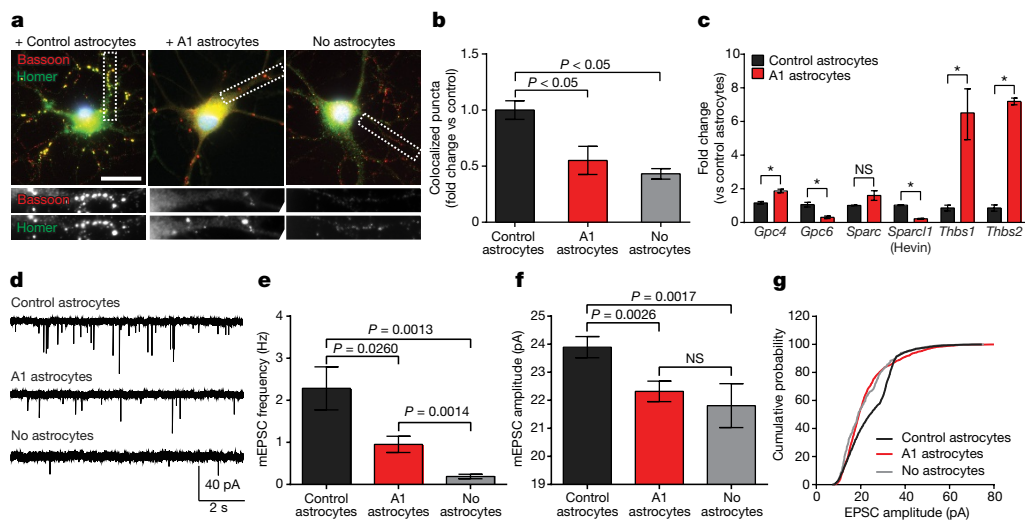 a
+ Control astrocytes
+ A1 astrocytes
No astrocytes
Bassoon
Homer
Bassoon
Homer
b
Colocalized puncta
(fold change vs control)
1.5
1.0
0.5
0
P < 0.05
P < 0.05
Control
astrocytes
A1
astrocytes
No
astrocytes
c
Fold change
(vs control astrocytes)
10
8
6
4
2
0
Control astrocytes
A1 astrocytes
*
*
NS
*
*
*
Gpc4
Gpc6
Sparc
Sparcl1
(Hevin)
Thbs1
Thbs2
d
Control astrocytes
A1 astrocytes
No astrocytes
40 pA
2 s
e
mEPSC frequency (Hz)
4
3
2
1
0
P = 0.0013
P = 0.0260
P = 0.0014
Control
astrocytes
A1
astrocytes
No
astrocytes
f
mEPSC amplitude (pA)
25
24
23
22
21
20
19
P = 0.0017
P = 0.0026
NS
Control
astrocytes
A1
astrocytes
No
astrocytes
g
Cumulative probability
120
100
80
60
40
20
0
Control astrocytes
A1 astrocytes
No astrocytes
0
20
40
60
80
EPSC amplitude (pA)